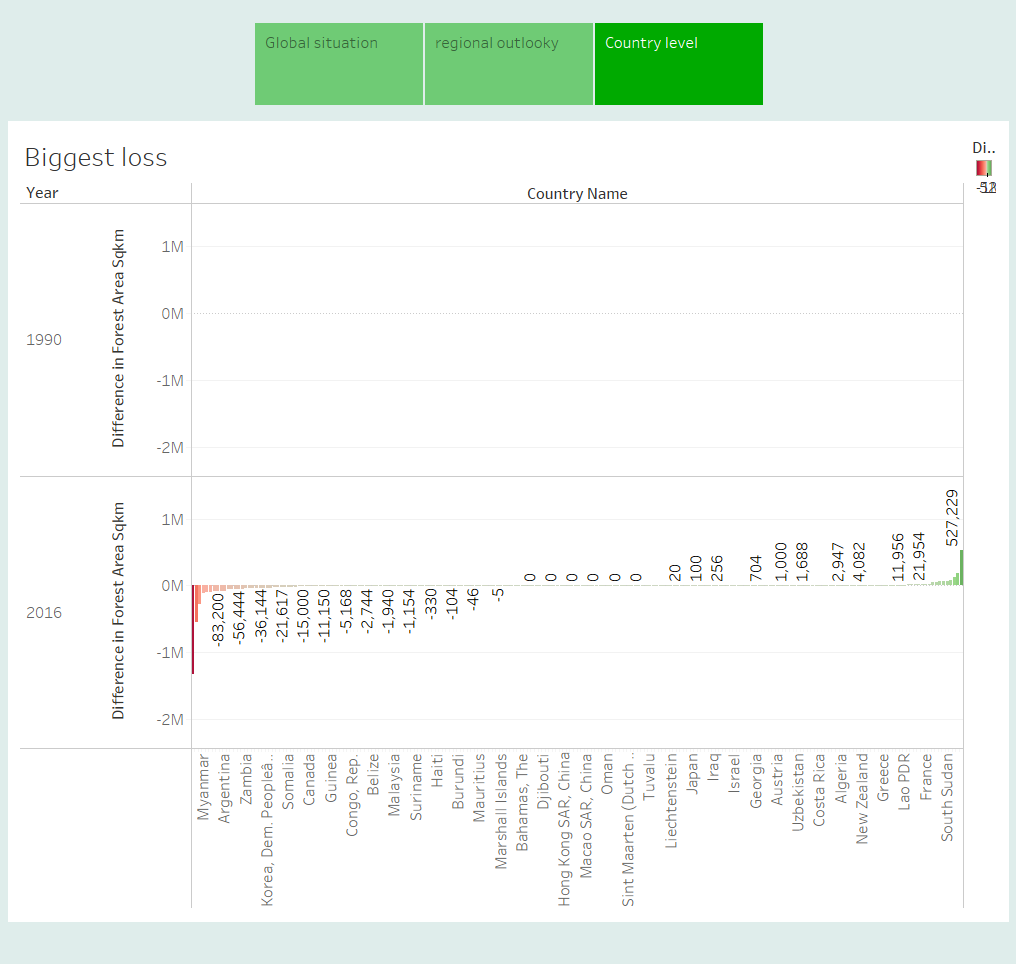 Global situation
regional outlooky
Country level
Biggest loss
Di..
Year
Country Name
1990
Difference in Forest Area Sqkm
1M
0M
-1M
-2M
2016
Difference in Forest Area Sqkm
1M
0M
-1M
-2M
-83,200
-56,444
-36,144
-21,617
-15,000
-11,150
-5,168
-2,744
-1,940
-1,154
-330
-104
-46
-5
0
0
0
0
0
0
20
100
256
704
1,000
1,688
2,947
4,082
11,956
21,954
527,229
Myanmar
Argentina
Zambia
Korea, Dem. Peopleâ..
Somalia
Canada
Guinea
Congo, Rep.
Belize
Malaysia
Suriname
Haiti
Burundi
Mauritius
Marshall Islands
Bahamas, The
Djibouti
Hong Kong SAR, China
Macao SAR, China
Oman
Sint Maarten (Dutch ..
Tuvalu
Liechtenstein
Japan
Iraq
Israel
Georgia
Austria
Uzbekistan
Costa Rica
Algeria
New Zealand
Greece
Lao PDR
France
South Sudan